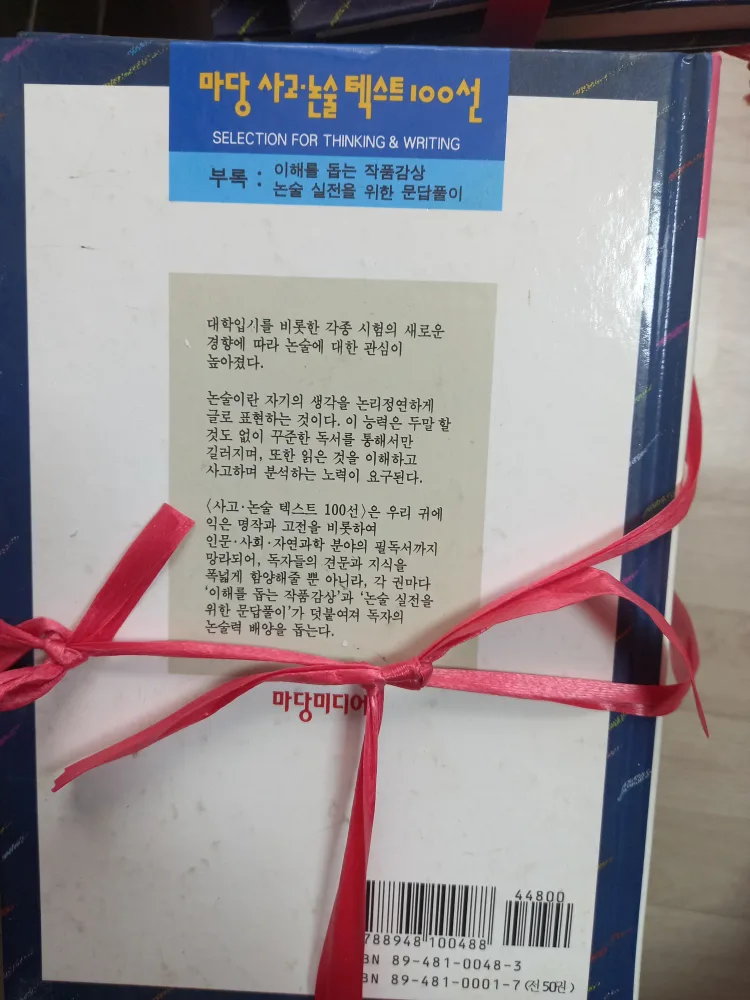 마당 사고·논술 텍스트 100선
SELECTION FOR THINKING & WRITING
부록 : 이해를 돕는 작품감상
논술 실전을 위한 문답풀이
대학입시를 비롯한 각종 시험의 새로운
경향에 따라 논술에 대한 관심이
높아졌다.
논술이란 자기의 생각을 논리정연하게
글로 표현하는 것이다. 이 능력은 두말 할
것도 없이 꾸준한 독서를 통해서만
길러지며, 또한 읽은 것을 이해하고
사고하며 분석하는 노력이 요구된다.
〈사고·논술 텍스트 100선〉은 우리 귀에
익은 명작과 고전을 비롯하여
인문·사회·자연과학 분야의 필독서까지
망라되어, 독자들의 견문과 지식을
폭넓게 함양해줄 뿐 아니라, 각 권마다
'이해를 돕는 작품감상'과 '논술 실전을
위한 문답풀이'가 덧붙여져 독자의
논술력 배양을 돕는다.
마당미디어
44800
788948 100488
BN 89-481-0048-3
BN 89-481-0001-7 (전50권)